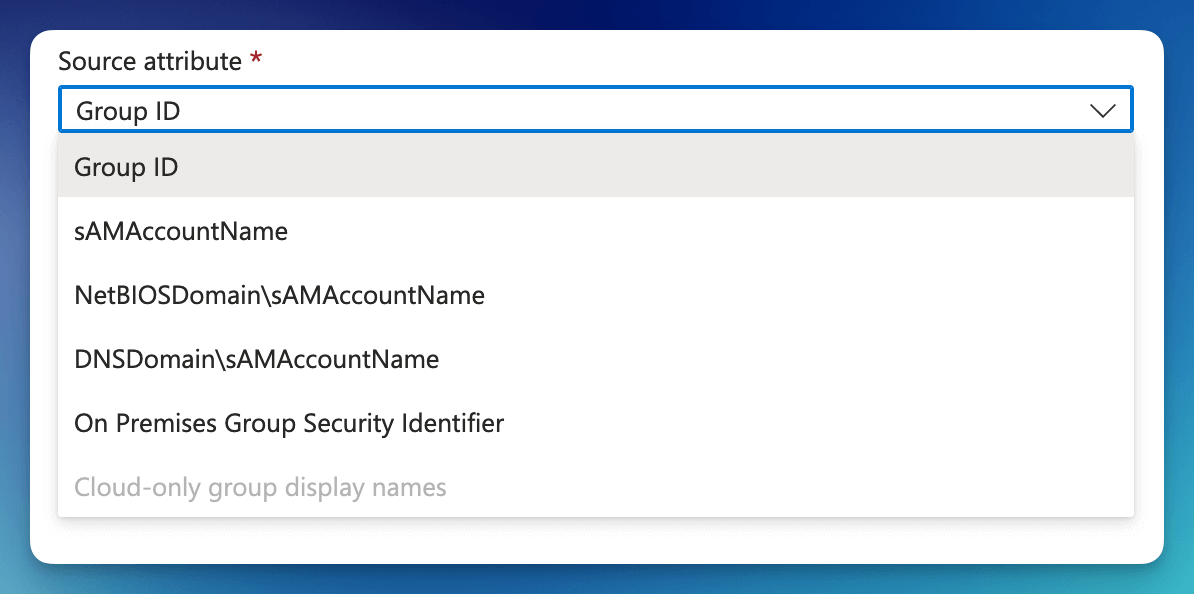 Source attribute *
Group ID
Group ID
sAMAccountName
NetBIOSDomain\sAMAccountName
DNSDomain\sAMAccountName
On Premises Group Security Identifier
Cloud-only group display names